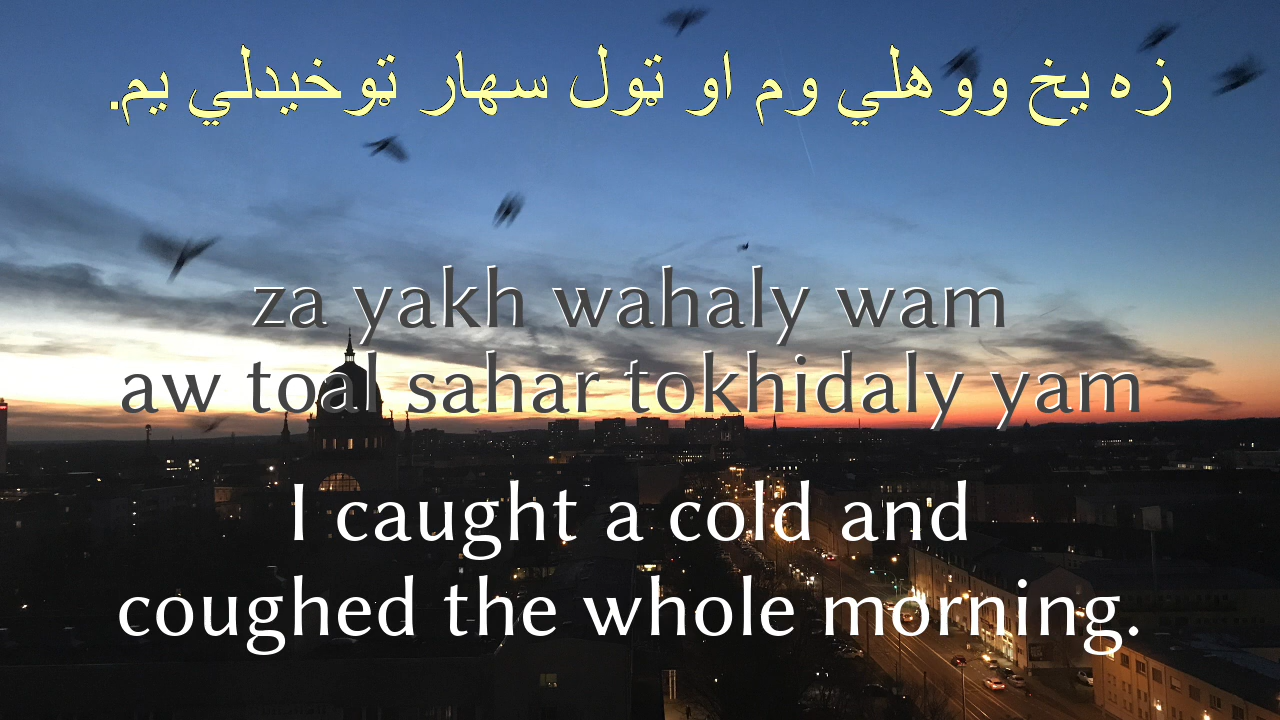 زه يخ ووهلي وم او ټول سهار ټوخيدلي يم.
za yakh wahaly wam
aw toal sahar tokhidaly yam
I caught a cold and
coughed the whole morning.